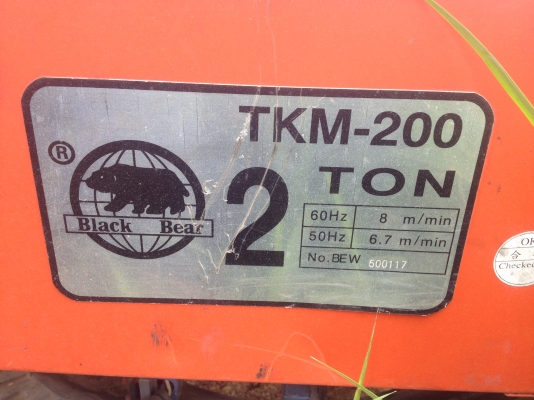 TKM-200
®
Black Bear
2 TON
60Hz 8 m/min
50Hz 6.7 m/min
No.BEW 500117
OK
合
Checked